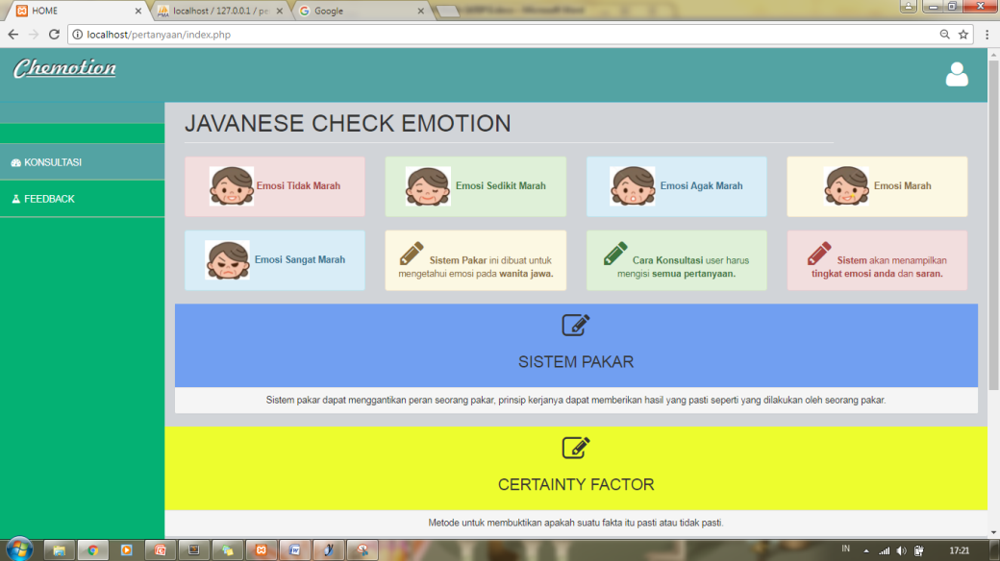 HOME
localhost / 127.0.0.1 / pe
Google
localhost/pertanyaan/index.php
Chemotion
JAVANESE CHECK EMOTION
KONSULTASI
FEEDBACK
Emosi Tidak Marah
Emosi Sedikit Marah
Emosi Agak Marah
Emosi Marah
Emosi Sangat Marah
Sistem Pakar ini dibuat untuk
mengetahui emosi pada wanita jawa.
Cara Konsultasi user harus
mengisi semua pertanyaan.
Sistem akan menampilkan
tingkat emosi anda dan saran.
SISTEM PAKAR
Sistem pakar dapat menggantikan peran seorang pakar, prinsip kerjanya dapat memberikan hasil yang pasti seperti yang dilakukan oleh seorang pakar.
CERTAINTY FACTOR
Metode untuk membuktikan apakah suatu fakta itu pasti atau tidak pasti.
IN
17:21